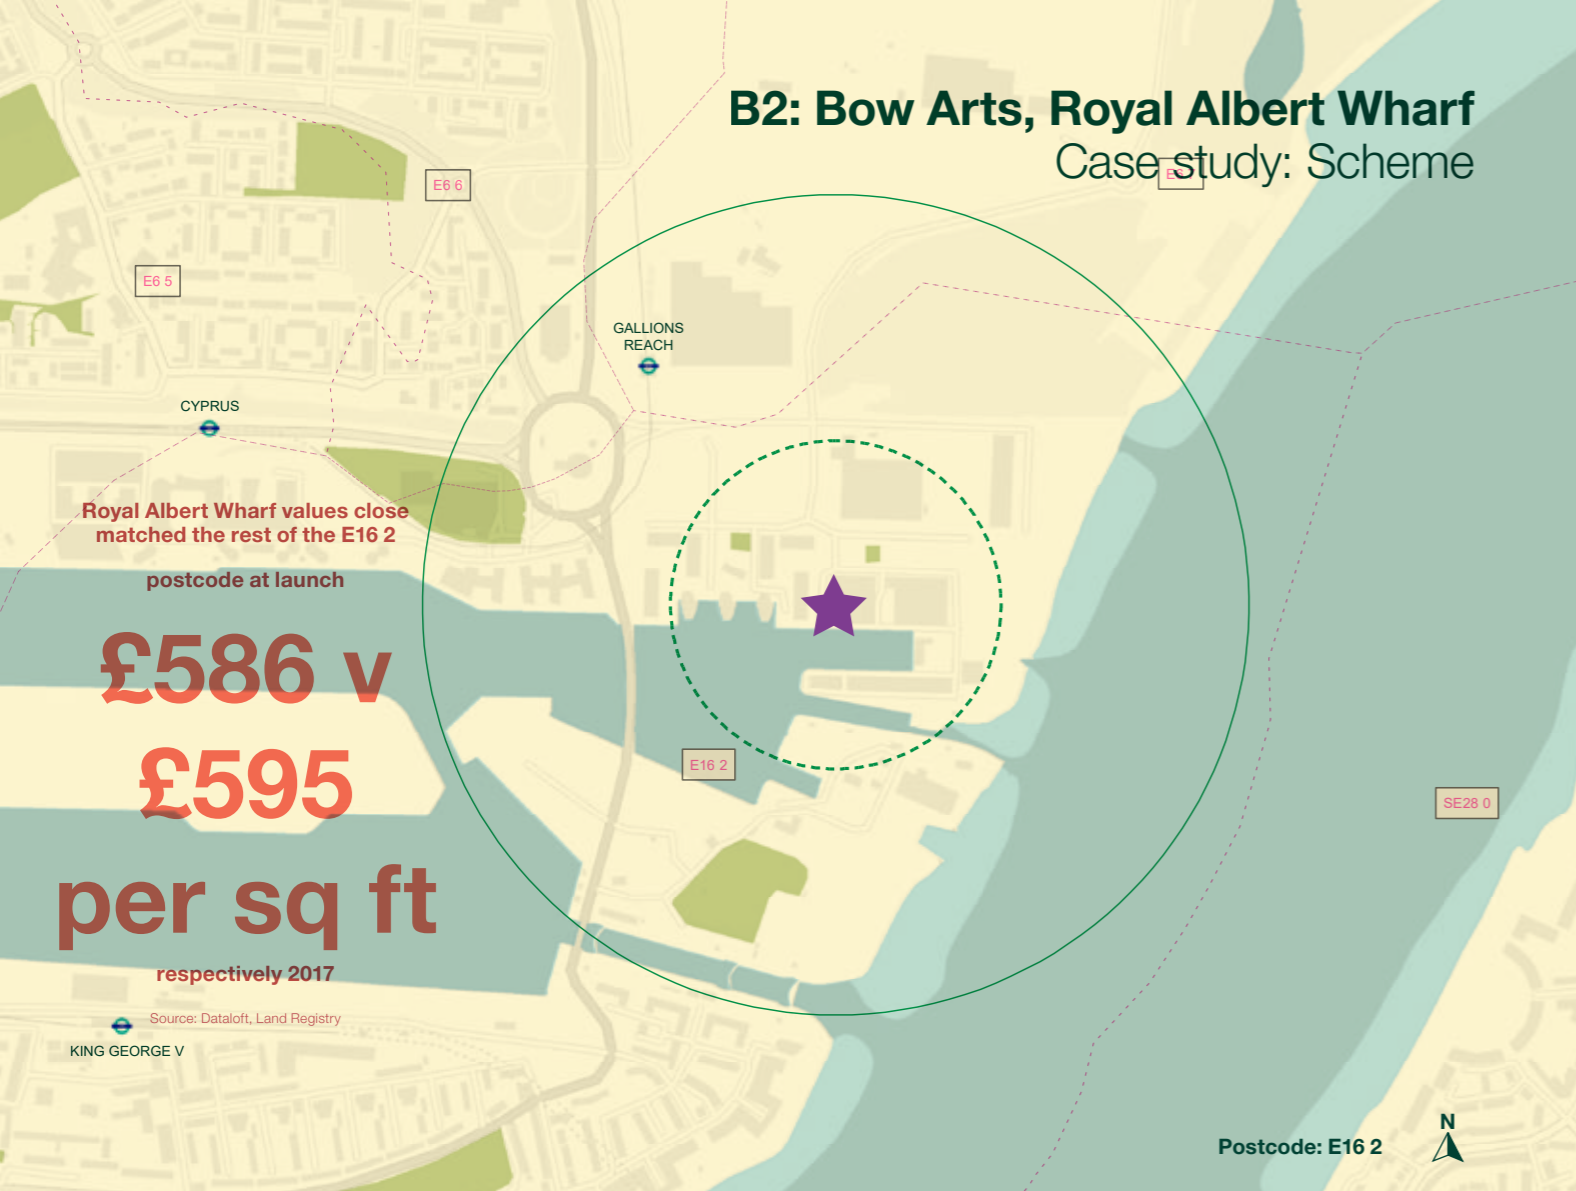 B2: Bow Arts, Royal Albert Wharf
Case study: Scheme
E6 6
E6
E6 5
GALLIONS
REACH
CYPRUS
Royal Albert Wharf values close
matched the rest of the E16 2
postcode at launch
£586 v
£595
per sq ft
respectively 2017
Source: Dataloft, Land Registry
E16 2
SE28 0
KING GEORGE V
N
Postcode: E16 2